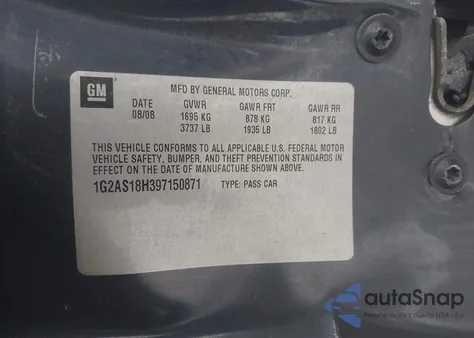 GM
MFD BY GENERAL MOTORS CORP.
DATE GVWR GAWR FRT GAWR RR
08/08 1695 KG 878 KG 817 KG
3737 LB 1935 LB 1802 LB
THIS VEHICLE CONFORMS TO ALL APPLICABLE U.S. FEDERAL MOTOR
VEHICLE SAFETY, BUMPER, AND THEFT PREVENTION STANDARDS IN
EFFECT ON THE DATE OF MANUFACTURE SHOWN ABOVE.
1G2AS18H397150871 TYPE: PASS CAR
autaSnap